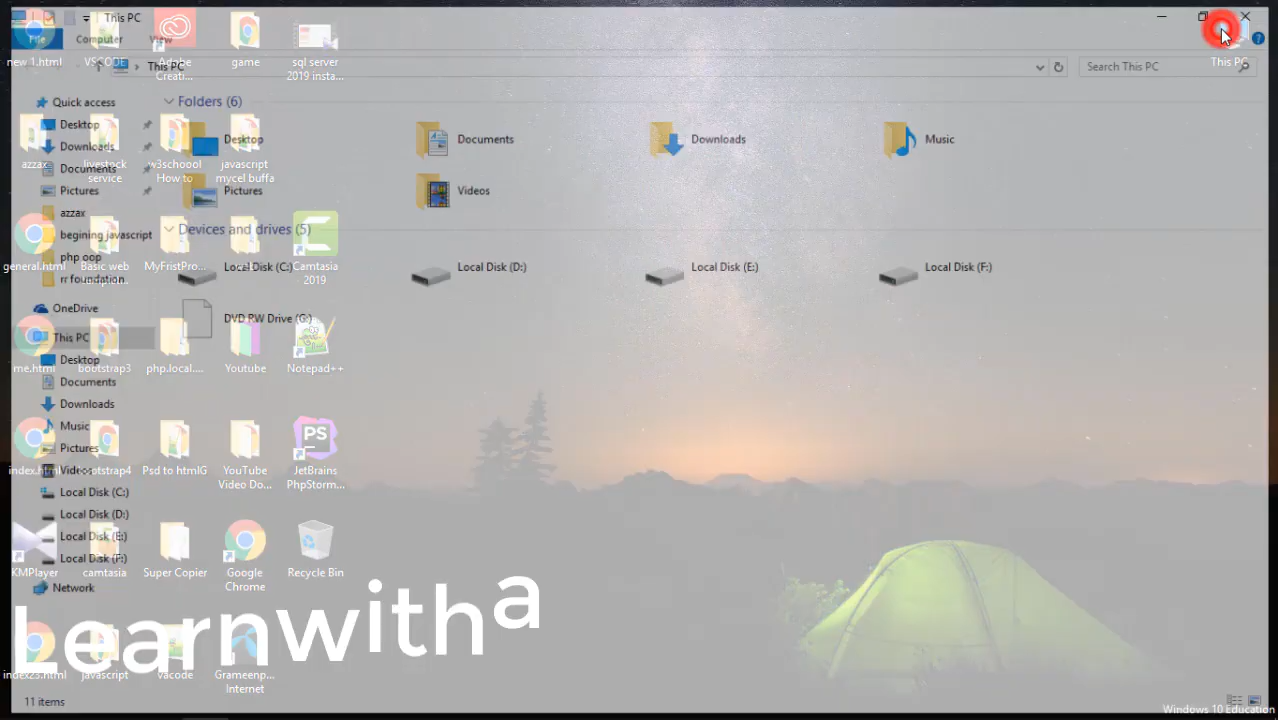 This PC
File
Computer
View
This PC
Search This PC
new 1.html
VSCODE
Adobe
Creati...
game
sql server
2019 insta...
This PC
Quick access
Desktop
Downloads
Documents
Pictures
azzax
begining javascript
php oop
rr foundation
OneDrive
This PC
Desktop
Documents
Downloads
Music
Pictures
Videos
Local Disk (C:)
Local Disk (D:)
Local Disk (E:)
Local Disk (F:)
Network
Folders (6)
Desktop
Documents
Downloads
Music
Pictures
Videos
Devices and drives (5)
Local Disk (C:)
Local Disk (D:)
Local Disk (E:)
Local Disk (F:)
DVD RW Drive (G:)
azzax
livestock
service
w3schoool
How to
javascript
mycel buffa
general.html
Basic web
MyFristPro...
Camtasia
2019
me.html
bootstrap3
php.local....
Youtube
Notepad++
index.html
bootstrap4
Psd to htmlG
YouTube
Video Do...
JetBrains
PhpStorm...
KMPlayer
camtasia
Super Copier
Google
Chrome
Recycle Bin
index23.html
javascript
vacode
Grameenp...
Internet
Learnwitha
11 items
Windows 10 Education